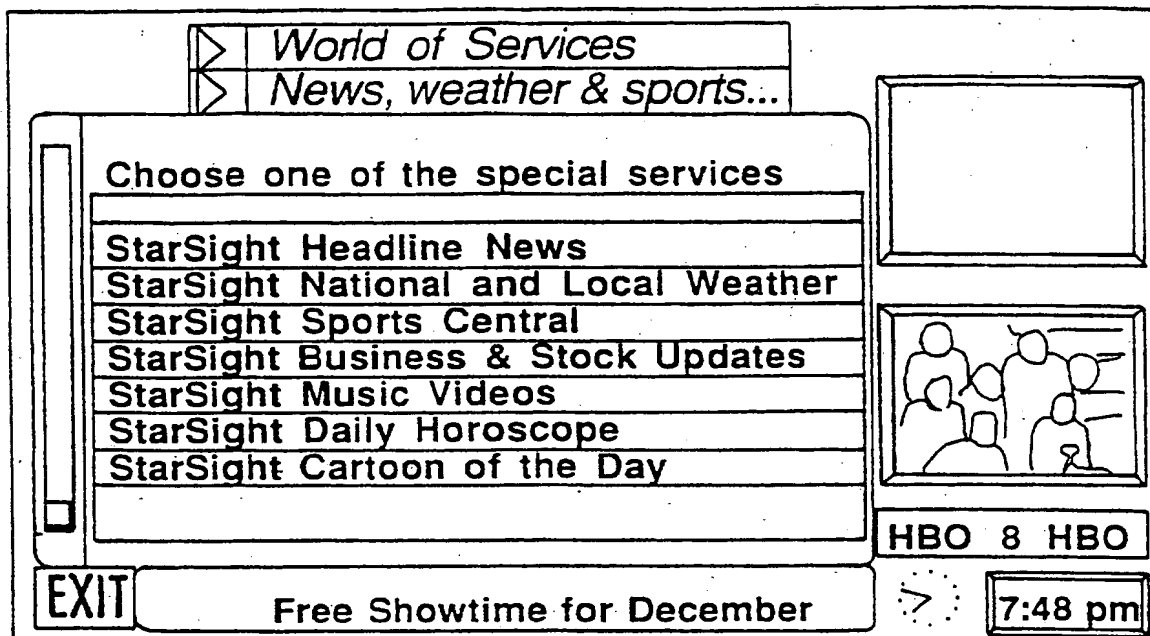 World of Services
News, weather & sports...
Choose one of the special services
StarSight Headline News
StarSight National and Local Weather
StarSight Sports Central
StarSight Business & Stock Updates
StarSight Music Videos
StarSight Daily Horoscope
StarSight Cartoon of the Day
HBO 8 HBO
EXIT
Free Showtime for December
7:48 pm